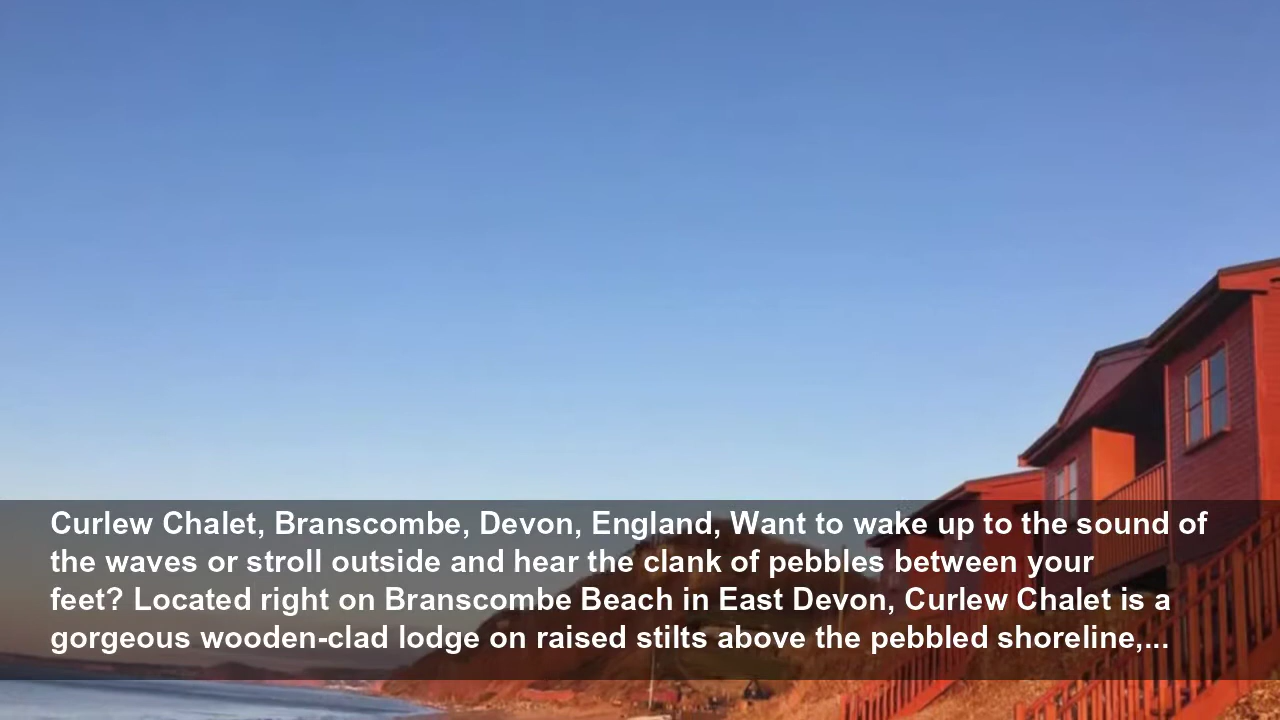 Curlew Chalet, Branscombe, Devon, England, Want to wake up to the sound of
the waves or stroll outside and hear the clank of pebbles between your
feet? Located right on Branscombe Beach in East Devon, Curlew Chalet is a
gorgeous wooden-clad lodge on raised stilts above the pebbled shoreline,...